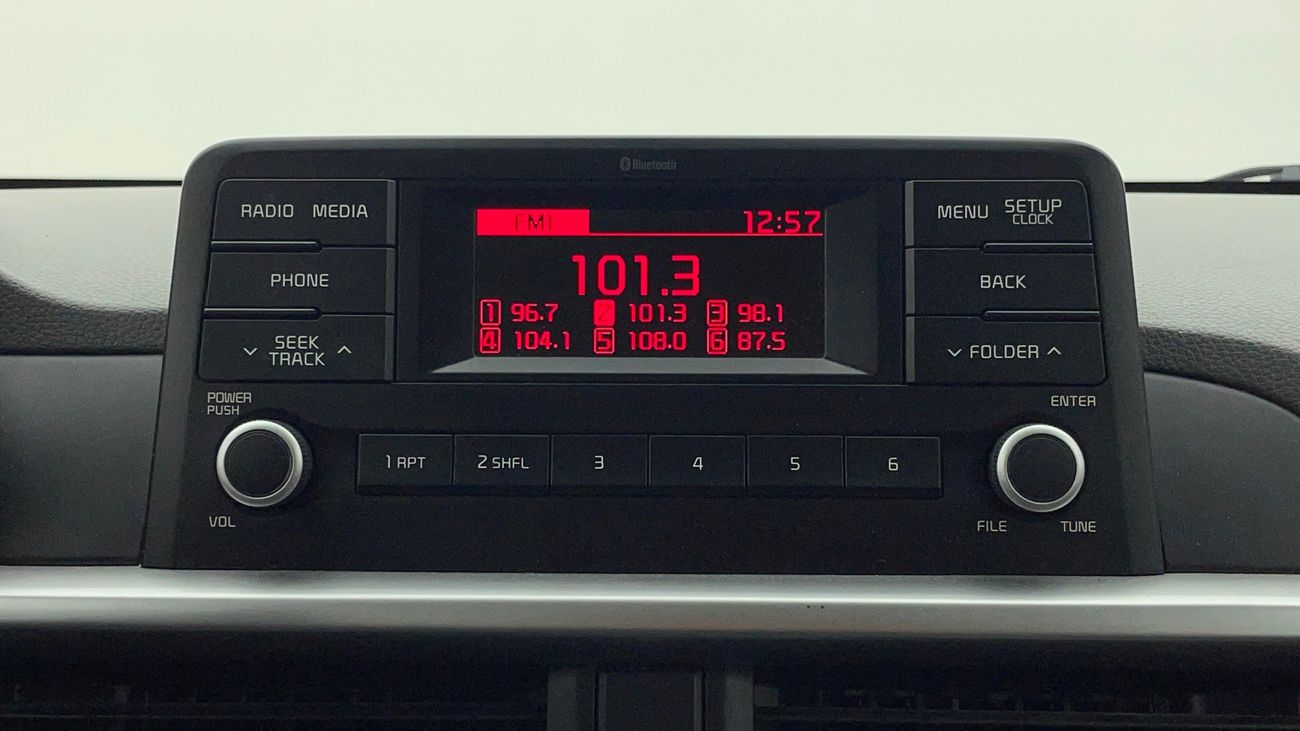 Bluetooth
RADIO MEDIA
PHONE
SEEK
TRACK
FM1 12:57
101.3
1 96.7 2 101.3 3 98.1
4 104.1 5 108.0 6 87.5
MENU SETUP
CLOCK
BACK
FOLDER
POWER
PUSH
VOL
1 RPT 2 SHFL 3 4 5 6
ENTER
FILE TUNE